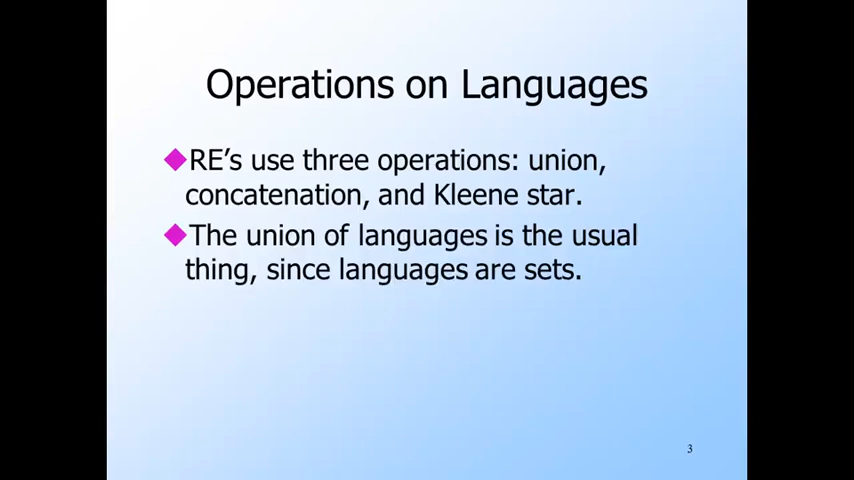 Operations on Languages
RE’s use three operations: union,
concatenation, and Kleene star.
The union of languages is the usual
thing, since languages are sets.
3